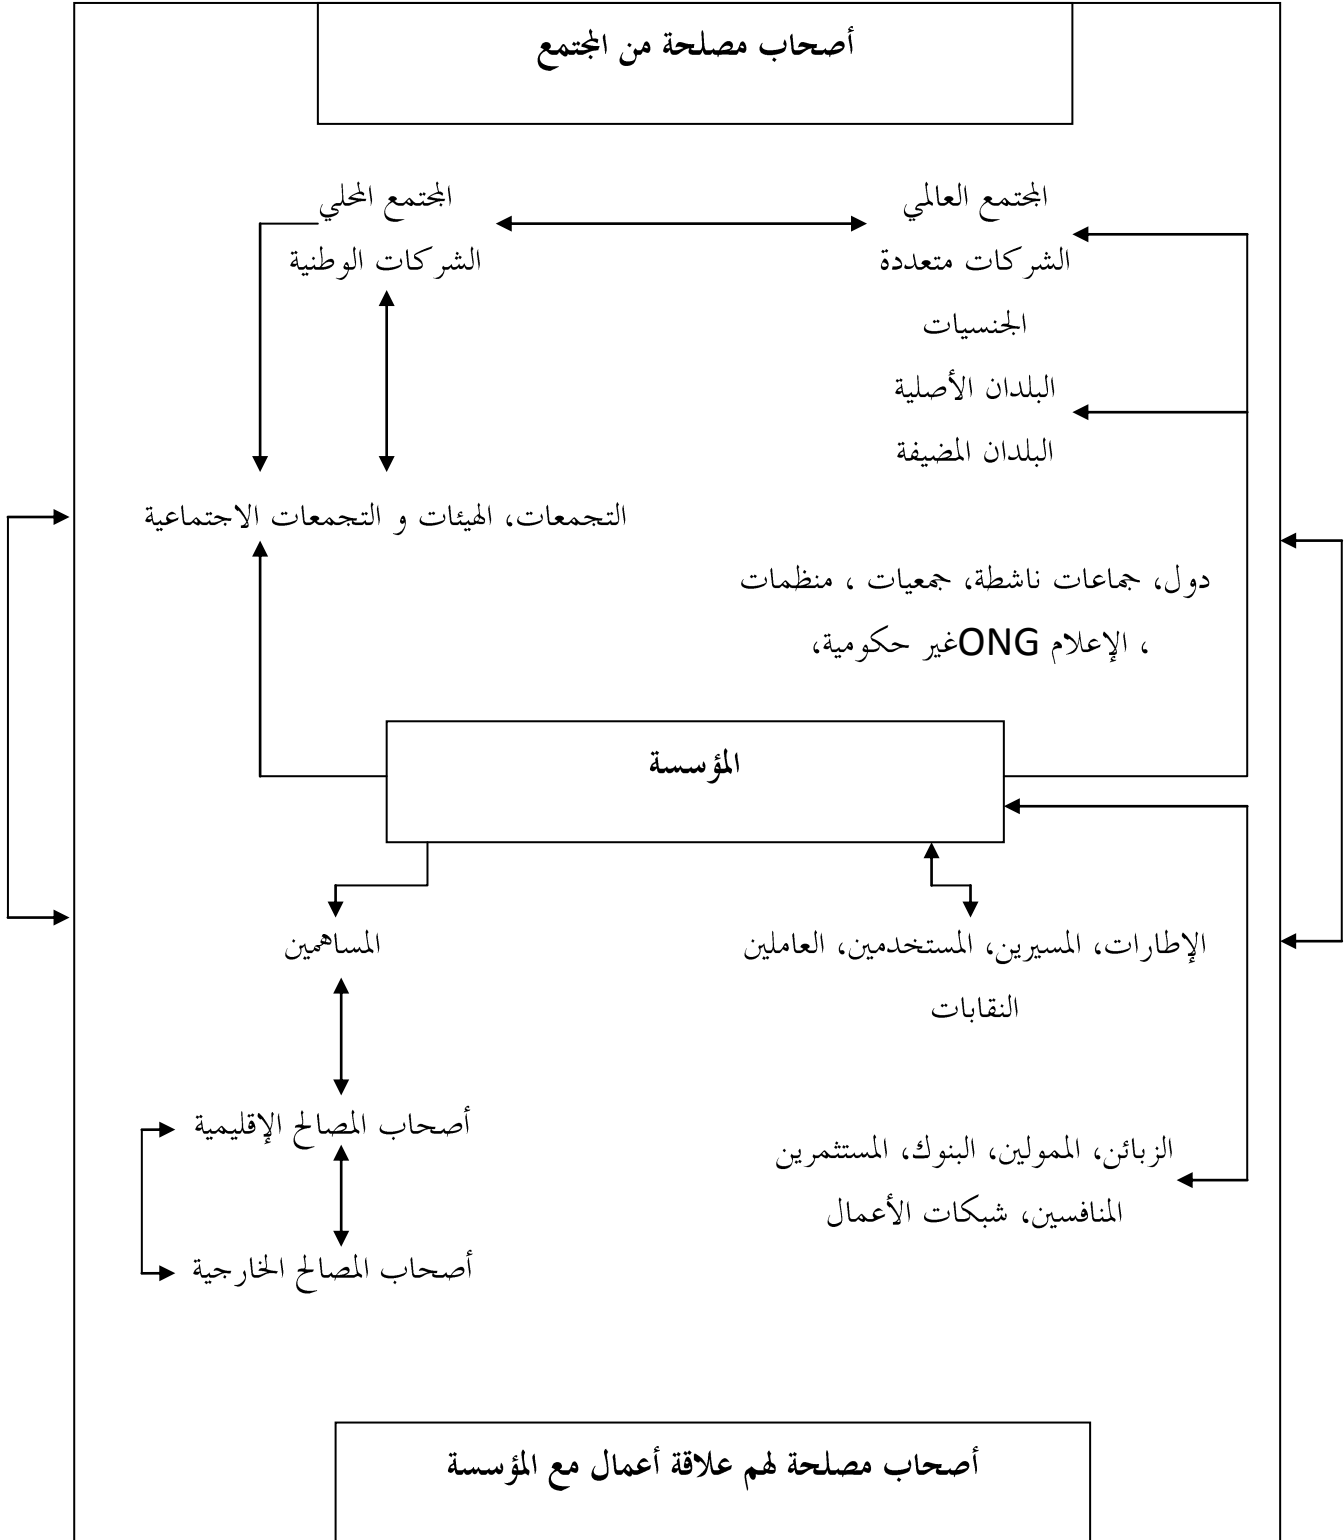 أصحاب مصلحة من المجتمع
المجتمع العالمي
الشركات متعددة
الجنسيات
البلدان الأصلية
البلدان المضيفة
المجتمع المحلي
الشركات الوطنية
التجمعات، الهيئات و التجمعات الاجتماعية
دول، جماعات ناشطة، جمعيات ، منظمات
، الإعلام ONGغير حكومية،
المؤسسة
الإطارات، المسيرين، المستخدمين، العاملين
النقابات
المساهمين
أصحاب المصالح الإقليمية
الزبائن، الممولين، البنوك، المستثمرين
المنافسين، شبكات الأعمال
أصحاب المصالح الخارجية
أصحاب مصلحة لهم علاقة أعمال مع المؤسسة